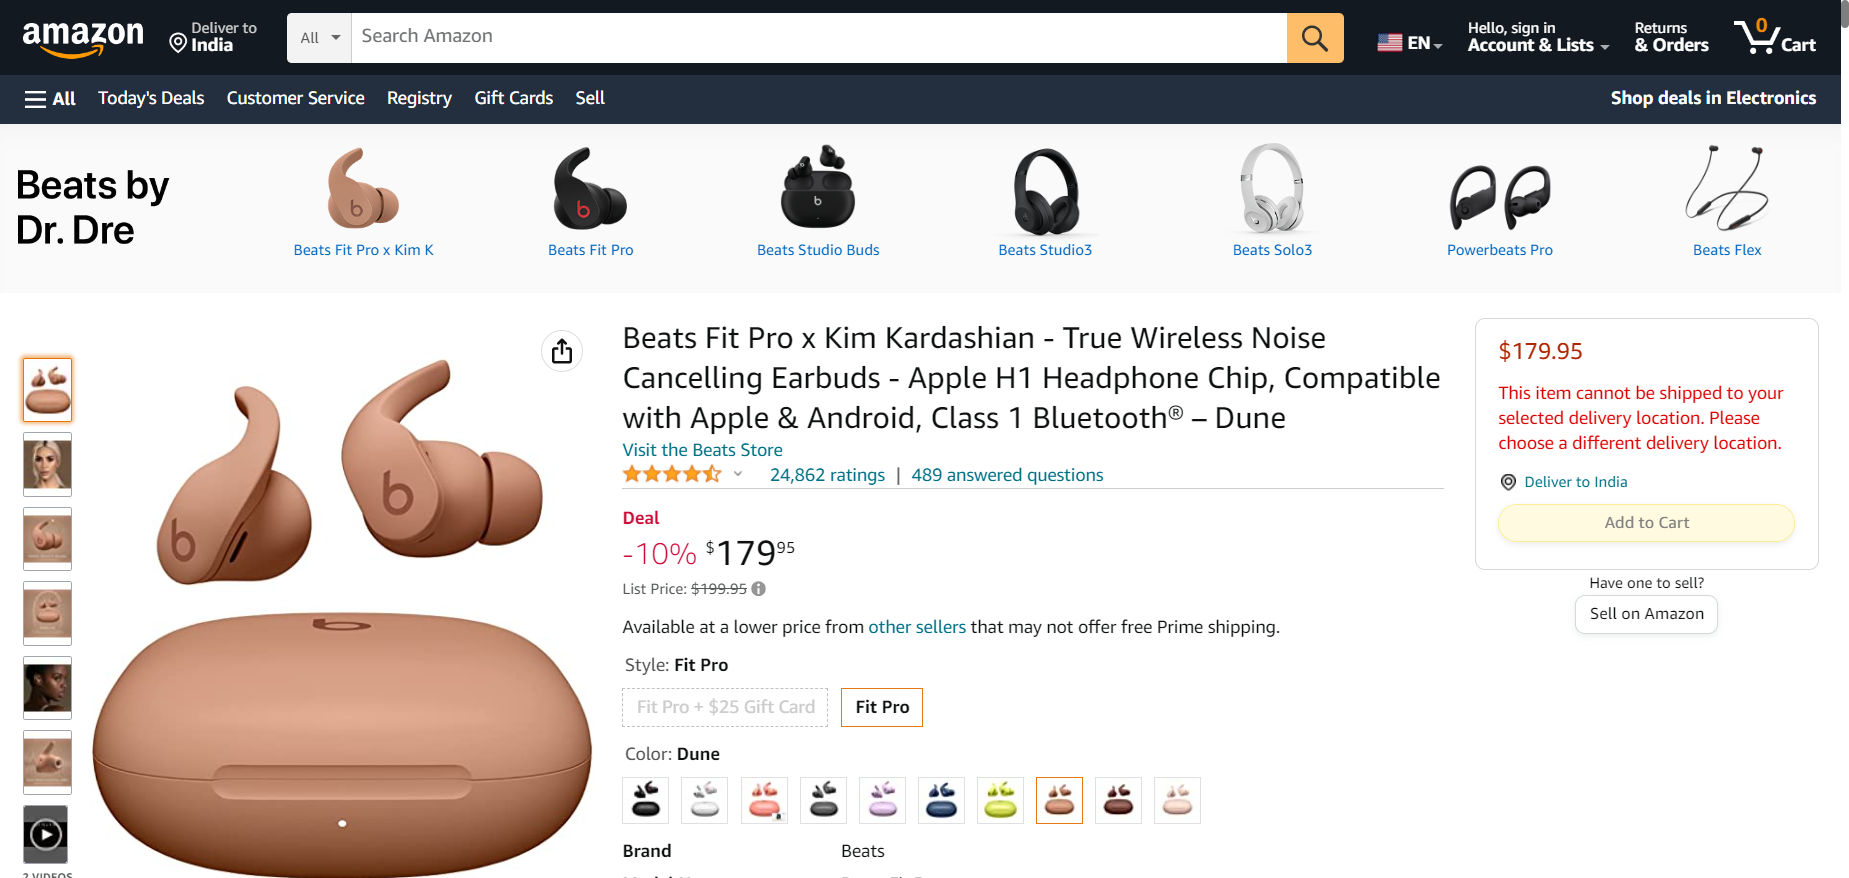 amazon
Deliver to
India
All
Search Amazon
EN
Hello, sign in
Account & Lists
Returns
& Orders
0
Cart
All
Today's Deals
Customer Service
Registry
Gift Cards
Sell
Shop deals in Electronics
Beats by
Dr. Dre
Beats Fit Pro x Kim K
Beats Fit Pro
Beats Studio Buds
Beats Studio3
Beats Solo3
Powerbeats Pro
Beats Flex
Beats Fit Pro x Kim Kardashian - True Wireless Noise
Cancelling Earbuds - Apple H1 Headphone Chip, Compatible
with Apple & Android, Class 1 Bluetooth® – Dune
Visit the Beats Store
24,862 ratings | 489 answered questions
Deal
-10% $179 95
List Price: $199.95
Available at a lower price from other sellers that may not offer free Prime shipping.
Style: Fit Pro
Fit Pro + $25 Gift Card
Fit Pro
Color: Dune
Brand
Beats
2 VIDEOS
$179.95
This item cannot be shipped to your
selected delivery location. Please
choose a different delivery location.
Deliver to India
Add to Cart
Have one to sell?
Sell on Amazon